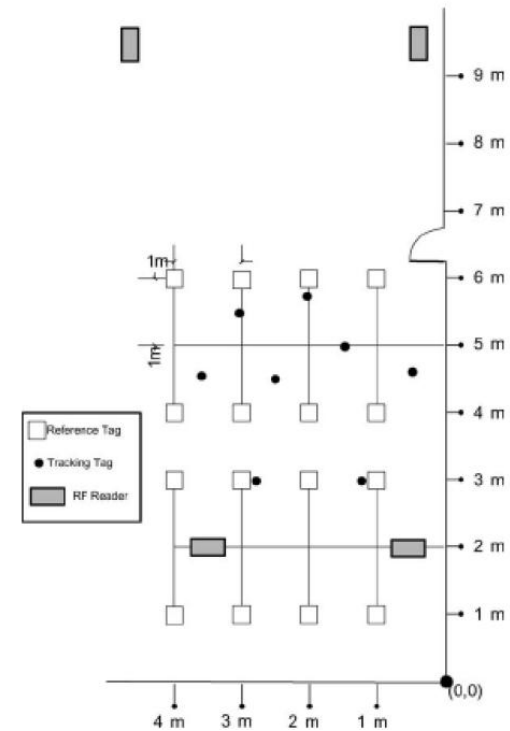 9 m
8 m
7 m
1m
6 m
1m
5 m
4 m
Reference Tag
Tracking Tag
RF Reader
3 m
2 m
1 m
(0,0)
4 m 3 m 2 m 1 m